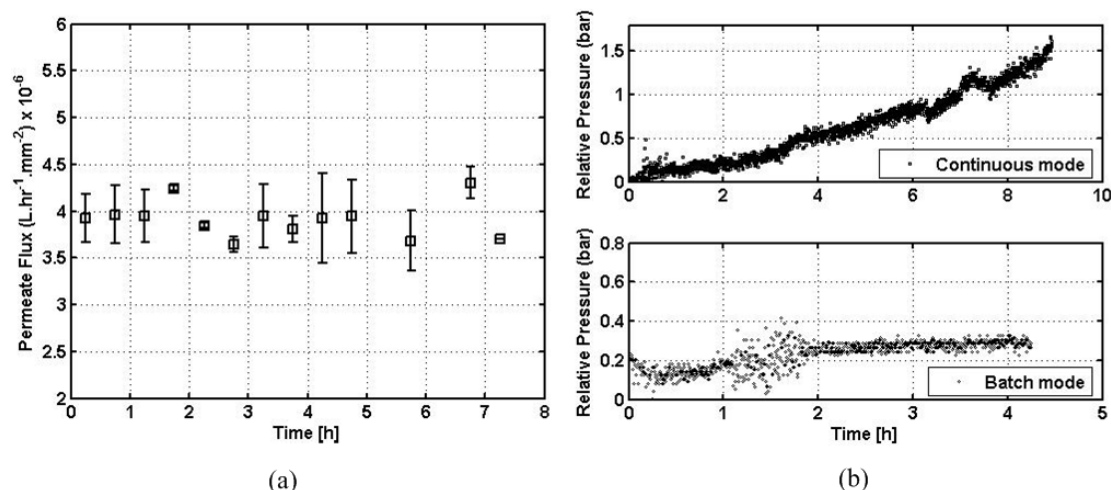 Permeate Flux (L.hr⁻¹.mm⁻²) x 10⁻⁶
6
5.5
5
4.5
4
3.5
3
2.5
2
0 1 2 3 4 5 6 7 8
Time [h]
(a)
Relative Pressure (bar)
1.5
1
0.5
0
Continuous mode
0 2 4 6 8 10
Relative Pressure (bar)
0.8
0.6
0.4
0.2
0
Batch mode
0 1 2 3 4 5
Time [h]
(b)